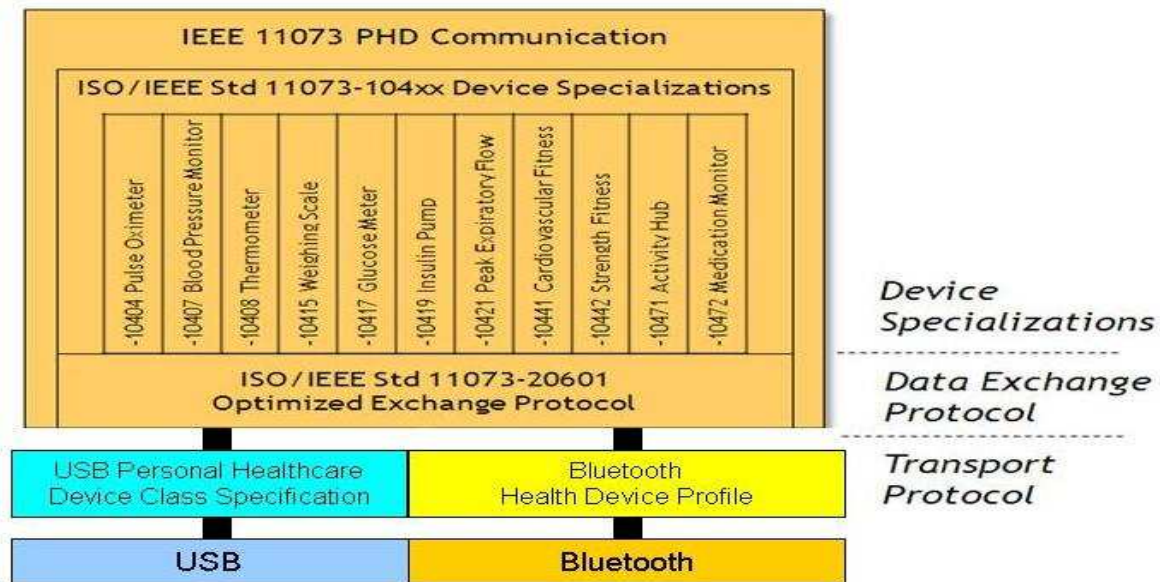 IEEE 11073 PHD Communication
ISO/IEEE Std 11073-104xx Device Specializations
-10404 Pulse Oximeter
-10407 Blood Pressure Monitor
-10408 Thermometer
-10415 Weighing Scale
-10417 Glucose Meter
-10419 Insulin Pump
-10421 Peak Expiratory Flow
-10441 Cardiovascular Fitness
-10442 Strength Fitness
-10471 Activity Hub
-10472 Medication Monitor
Device
Specializations
ISO/IEEE Std 11073-20601
Optimized Exchange Protocol
Data Exchange
Protocol
USB Personal Healthcare
Device Class Specification
Bluetooth
Health Device Profile
Transport
Protocol
USB
Bluetooth